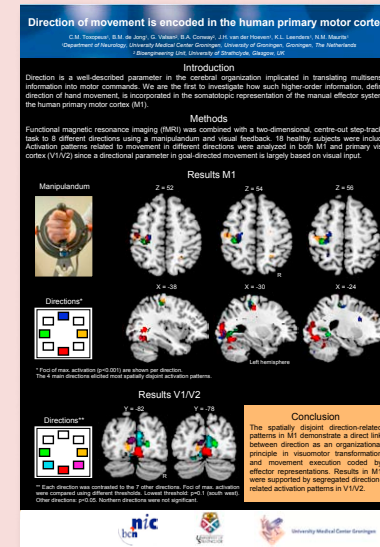 Direction of movement is encoded in the human primary motor corte
C.M. Toxopeus¹, B.M. de Jong¹, G. Valsan², B.A. Conway², J.H. van der Hoeven¹, K.L. Leenders¹, N.M. Maurits¹
¹Department of Neurology, University Medical Center Groningen, University of Groningen, Groningen, The Netherlands
² Bioengineering Unit, University of Strathclyde, Glasgow, UK
Introduction
Direction is a well-described parameter in the cerebral organization implicated in translating multisens
information into motor commands. We are the first to investigate how such higher-order information, defin
direction of hand movement, is incorporated in the somatotopic representation of the manual effector system
the human primary motor cortex (M1).
Methods
Functional magnetic resonance imaging (fMRI) was combined with a two-dimensional, centre-out step-track
task to 8 different directions using a manipulandum and visual feedback. 18 healthy subjects were include
Activation patterns related to movement in different directions were analyzed in both M1 and primary vis
cortex (V1/V2) since a directional parameter in goal-directed movement is largely based on visual input.
Results M1
Manipulandum
Z = 52
Z = 54
Z = 56
R
X = -38
X = -30
X = -24
Directions*
Left hemisphere
* Foci of max. activation (p<0.001) are shown per direction.
The 4 main directions elicited most spatially disjoint activation patterns.
Results V1/V2
Y = -82
Y = -78
Directions**
R
** Each direction was contrasted to the 7 other directions. Foci of max. activation
were compared using different thresholds. Lowest threshold: p=0.1 (south west).
Other directions: p<0.05. Northern directions were not significant.
Conclusion
The spatially disjoint direction-related
patterns in M1 demonstrate a direct link
between direction as an organizational
principle in visuomotor transformation
and movement execution coded by
effector representations. Results in M1
were supported by segregated direction-
related activation patterns in V1/V2.
bcn nic
University Medical Center Groningen